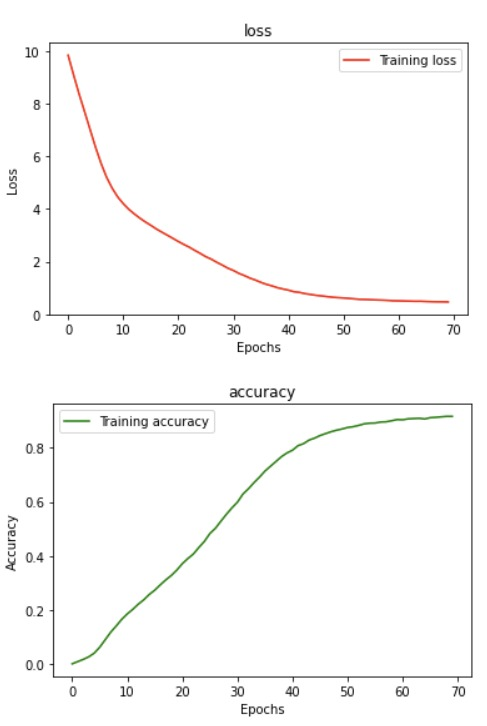 loss
10
Training loss
8
6
Loss
4
2
0
0 10 20 30 40 50 60 70
Epochs
accuracy
Training accuracy
0.8
0.6
Accuracy
0.4
0.2
0.0
0 10 20 30 40 50 60 70
Epochs